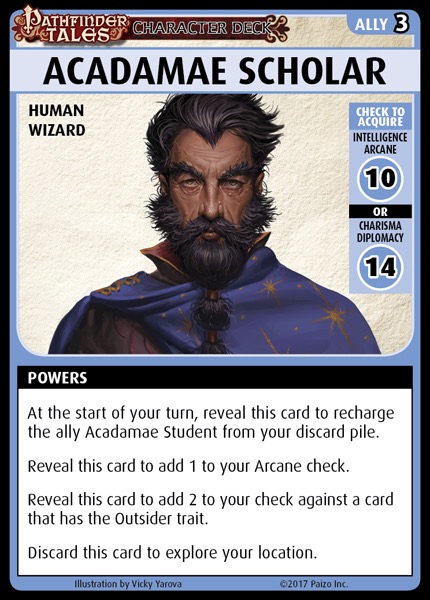 PATHFINDER TALES CHARACTER DECK
ALLY 3
ACADAMAE SCHOLAR
HUMAN
WIZARD
CHECK TO
ACQUIRE
INTELLIGENCE
ARCANE
10
OR
CHARISMA
DIPLOMACY
14
POWERS
At the start of your turn, reveal this card to recharge
the ally Acadamae Student from your discard pile.
Reveal this card to add 1 to your Arcane check.
Reveal this card to add 2 to your check against a card
that has the Outsider trait.
Discard this card to explore your location.
Illustration by Vicky Yarova
©2017 Paizo Inc.